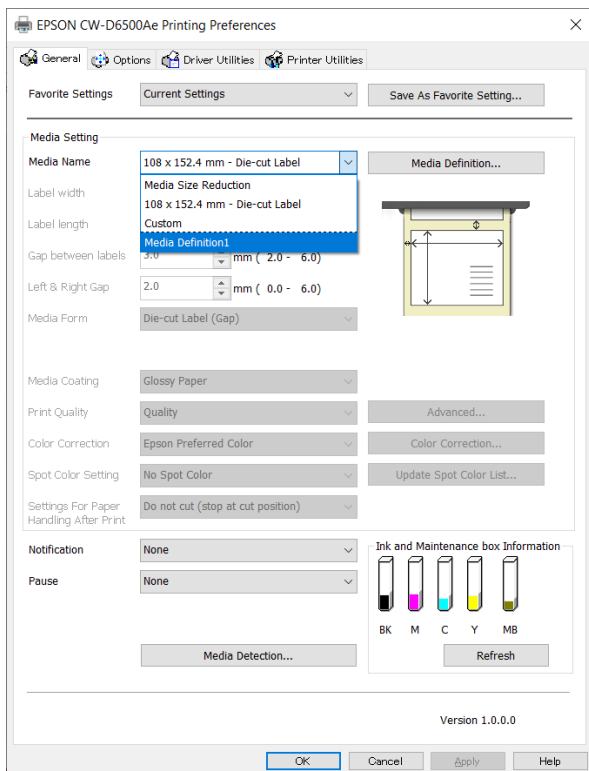 EPSON CW-D6500Ae Printing Preferences
General Options Driver Utilities Printer Utilities
Favorite Settings Current Settings Save As Favorite Setting...
Media Setting
Media Name 108 x 152.4 mm - Die-cut Label Media Definition...
Media Size Reduction
Label width
108 x 152.4 mm - Die-cut Label
Label length Custom
Media Definition1
Gap between labels 3.0 mm ( 2.0 - 6.0)
Left & Right Gap 2.0 mm ( 0.0 - 6.0)
Media Form Die-cut Label (Gap)
Media Coating Glossy Paper
Print Quality Quality Advanced...
Color Correction Epson Preferred Color Color Correction...
Spot Color Setting No Spot Color Update Spot Color List...
Settings For Paper Do not cut (stop at cut position)
Handling After Print
Notification None Ink and Maintenance box Information
Pause None
BK M C Y MB
Media Detection... Refresh
Version 1.0.0.0
OK Cancel Apply Help